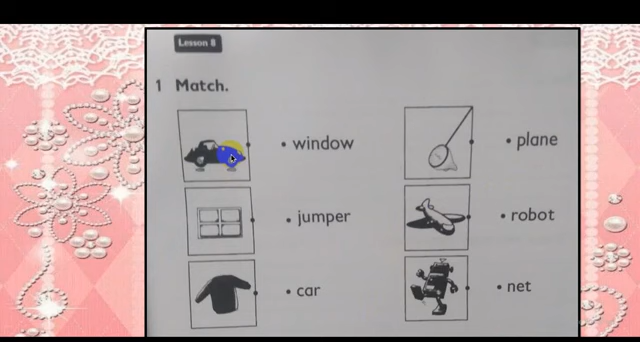 Lesson 8
1 Match.
• window
• plane
• jumper
• robot
• car
• net